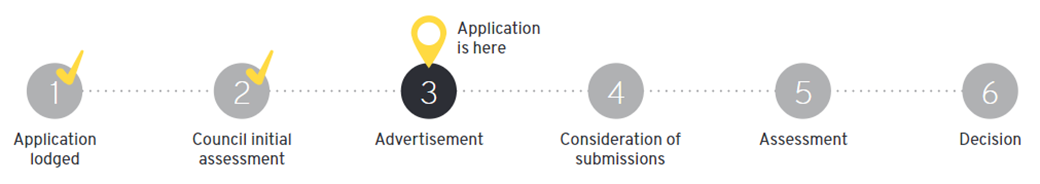 Application
is here
1
2
3
4
5
6
Application
lodged
Council initial
assessment
Advertisement
Consideration of
submissions
Assessment
Decision